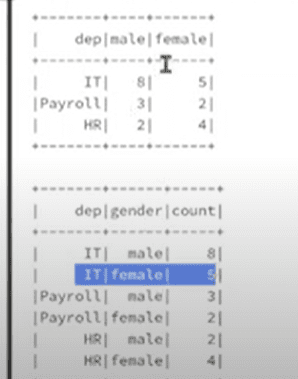 +-------+----+------+
|    dep|male|female|
+-------+----+------+
|     IT|   8|     5|
|Payroll|   3|     2|
|     HR|   2|     4|
+-------+----+------+
+-------+------+-----+
|    dep|gender|count|
+-------+------+-----+
|     IT|  male|    8|
|     IT|female|    5|
|Payroll|  male|    3|
|Payroll|female|    2|
|     HR|  male|    2|
|     HR|female|    4|